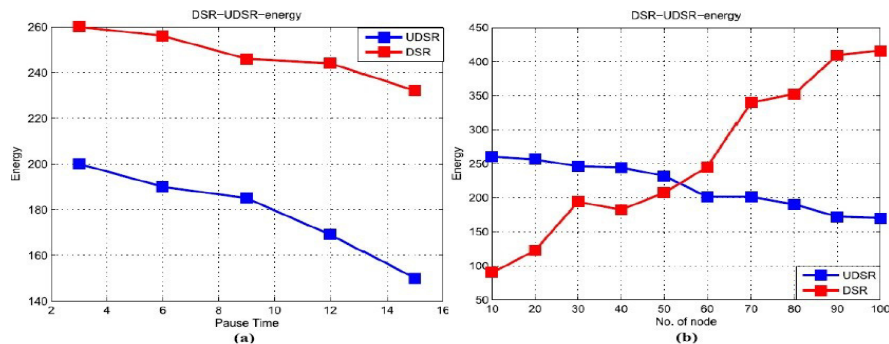 DSR-UDSR-energy
260
240
220
200
180
160
140
Energy
UDSR
DSR
2 4 6 8 10 12 14 16
Pause Time
(a)
DSR-UDSR-energy
450
400
350
300
250
200
150
100
50
Energy
UDSR
DSR
10 20 30 40 50 60 70 80 90 100
No. of node
(b)